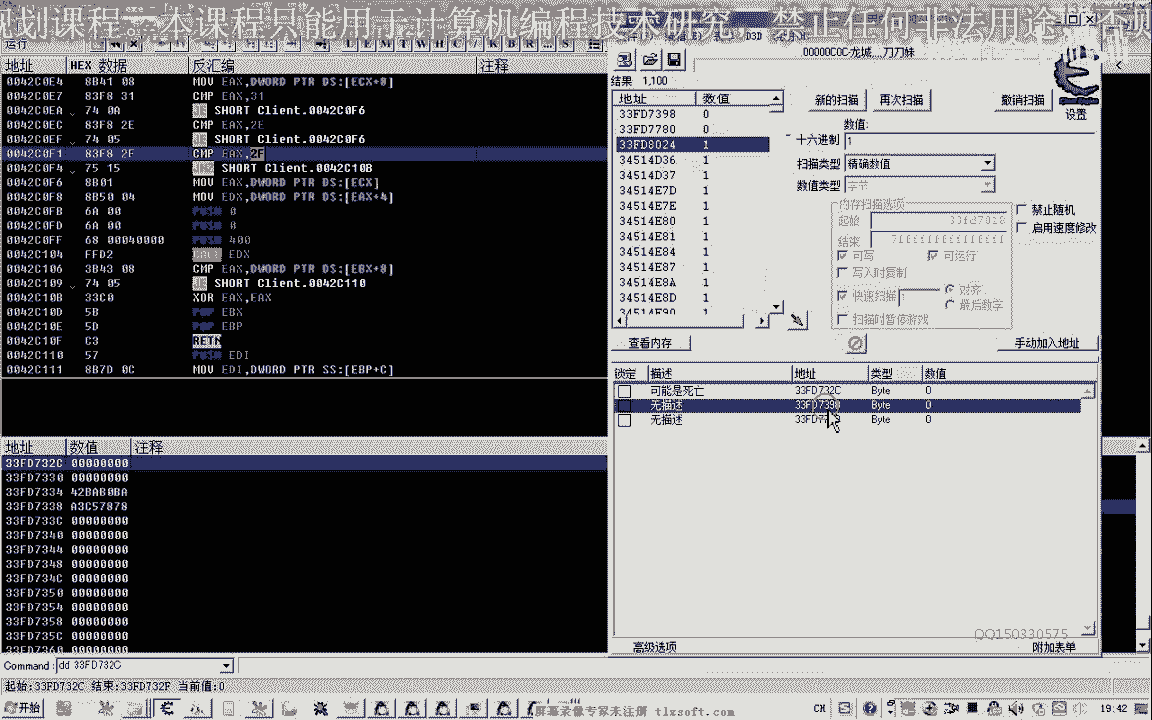 规划课程。本课程只能用于计算机编程技术研究 禁止任何非法用途
运行
L E M T W H C / K B R ... S
D3D
00000C0C-龙城...刀刀妹
地址 HEX 数据 反汇编 注释
0042C0E4 8B41 08 MOV EAX,DWORD PTR DS:[ECX+8]
0042C0E7 83F8 31 CMP EAX,31
0042C0EA 74 0A JE SHORT Client.0042C0F6
0042C0EC 83F8 2E CMP EAX,2E
0042C0EF 74 05 JE SHORT Client.0042C0F6
0042C0F1 83F8 2F CMP EAX,2F
0042C0F4 75 15 JNZ SHORT Client.0042C10B
0042C0F6 8B01 MOV EAX,DWORD PTR DS:[ECX]
0042C0F8 8B50 04 MOV EDX,DWORD PTR DS:[EAX+4]
0042C0FB 6A 00 PUSH 0
0042C0FD 6A 00 PUSH 0
0042C0FF 68 00040000 PUSH 400
0042C104 FFD2 CALL EDX
0042C106 3B43 08 CMP EAX,DWORD PTR DS:[EBX+8]
0042C109 74 05 JE SHORT Client.0042C110
0042C10B 33C0 XOR EAX,EAX
0042C10D 5B POP EBX
0042C10E 5D POP EBP
0042C10F C3 RETN
0042C110 57 PUSH EDI
0042C111 8B7D 0C MOV EDI,DWORD PTR SS:[EBP+C]
结果 1,100
地址 数值
33FD7398 0
33FD7780 0
33FD8024 1
34514D36 1
34514D37 1
34514E7D 1
34514E7E 1
34514E80 1
34514E81 1
34514E84 1
34514E87 1
34514E8A 1
34514E8D 1
34514E90 1
新的扫描 再次扫描 撤销扫描
设置
数值:
十六进制 1
扫描类型 精确数值
数值类型 字节
内存扫描选项
起始 33fd7028
结束 7fffffffffffffff
可写 可运行
写入时复制
快速扫描 1 对齐
最后数字
扫描时暂停游戏
禁止随机
启用速度修改
查看内存 手动加入地址
锁定 描述 地址 类型 数值
可能是死亡 33FD732C Byte 0
无描述 33FD7398 Byte 0
无描述 Byte 0
高级选项 附加表单
QQ150330575
地址 数值 注释
33FD732C 00000000
33FD7330 00000000
33FD7334 42BAB0BA
33FD7338 A3C57878
33FD733C 00000000
33FD7340 00000000
33FD7344 00000000
33FD7348 00000000
33FD734C 00000000
33FD7350 00000000
33FD7354 00000000
33FD7358 00000000
33FD735C 00000000
33FD7360 00000000
Command: dd 33FD732C
起始:33FD732C 结束:33FD732F 当前值:0
开始
屏幕录像专家未注册 tlxsoft.com
CH
19:42